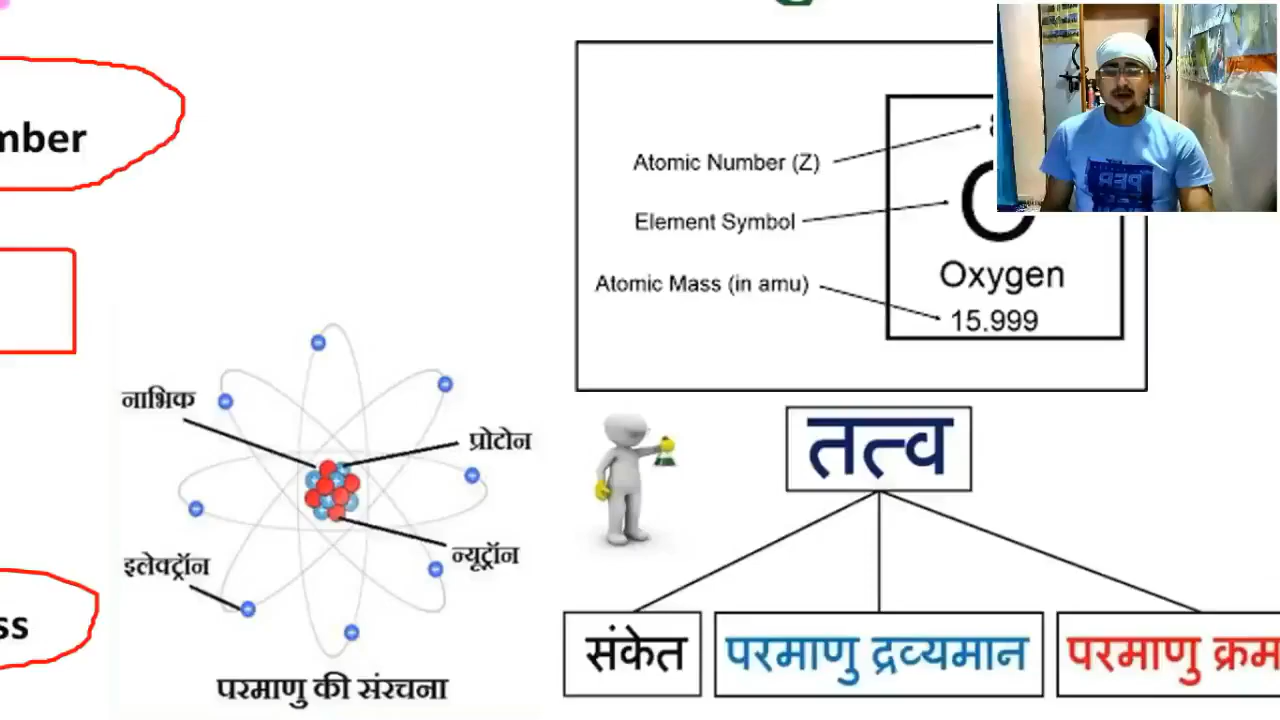 mber
ss
Atomic Number (Z)
Element Symbol
Atomic Mass (in amu)
O
Oxygen
15.999
नाभिक
प्रोटोन
न्यूट्रॉन
इलेक्ट्रॉन
परमाणु की संरचना
तत्व
संकेत
परमाणु द्रव्यमान
परमाणु क्रम